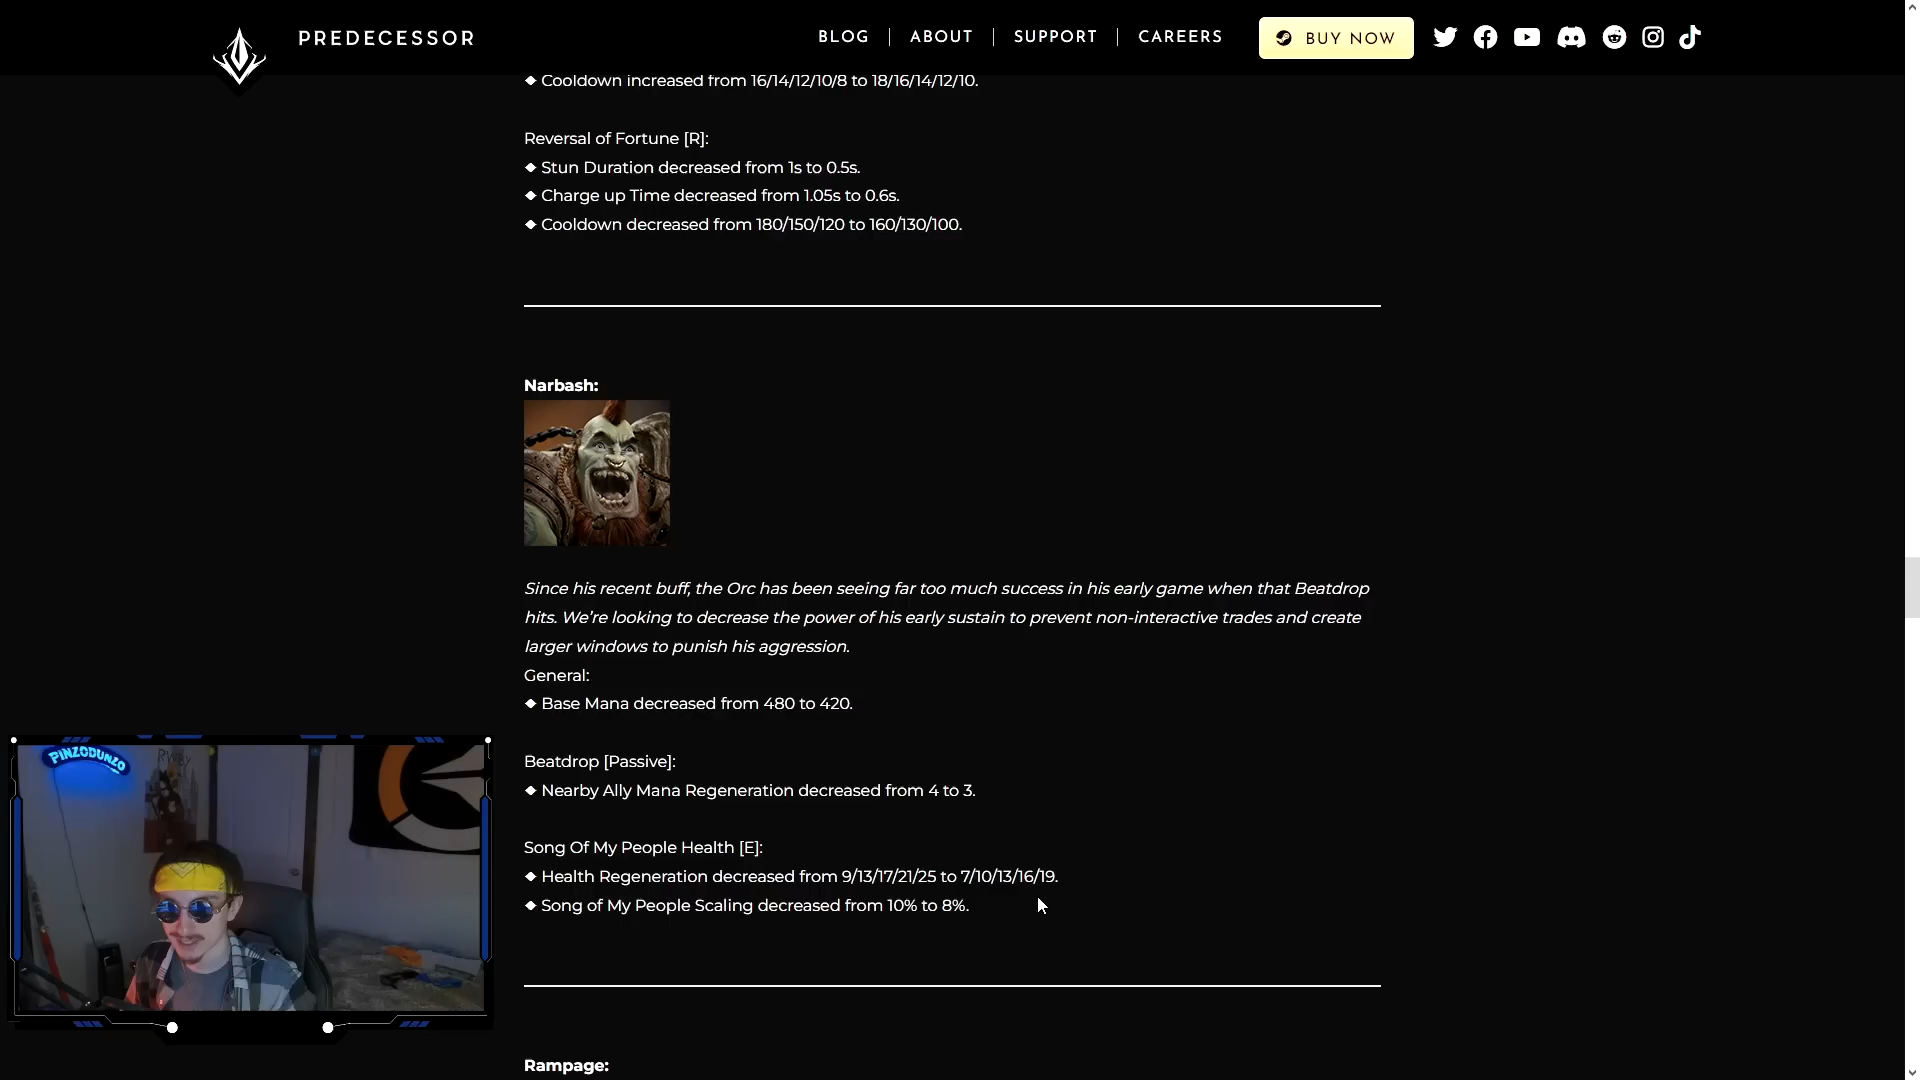 PREDECESSOR
BLOG | ABOUT | SUPPORT | CAREERS
BUY NOW
◆ Cooldown increased from 16/14/12/10/8 to 18/16/14/12/10.
Reversal of Fortune [R]:
◆ Stun Duration decreased from 1s to 0.5s.
◆ Charge up Time decreased from 1.05s to 0.6s.
◆ Cooldown decreased from 180/150/120 to 160/130/100.
Narbash:
Since his recent buff, the Orc has been seeing far too much success in his early game when that Beatdrop
hits. We’re looking to decrease the power of his early sustain to prevent non-interactive trades and create
larger windows to punish his aggression.
General:
◆ Base Mana decreased from 480 to 420.
Beatdrop [Passive]:
◆ Nearby Ally Mana Regeneration decreased from 4 to 3.
Song Of My People Health [E]:
◆ Health Regeneration decreased from 9/13/17/21/25 to 7/10/13/16/19.
◆ Song of My People Scaling decreased from 10% to 8%.
PINZODUNZO
RWBY
Rampage: